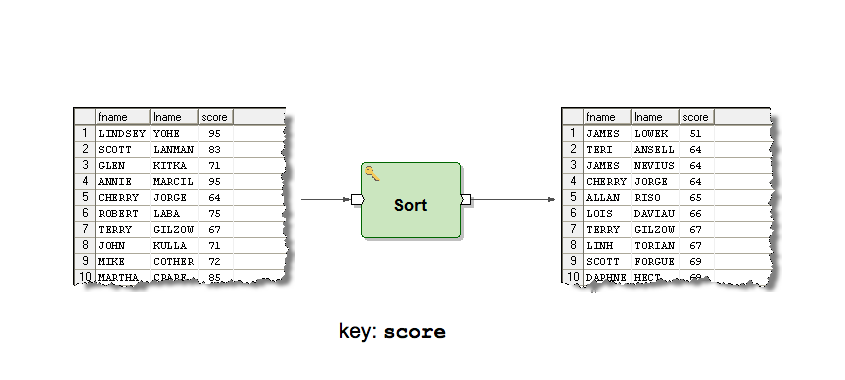 fname lname score
1 LINDSEY YOHE 95
2 SCOTT LANMAN 83
3 GLEN KITKA 71
4 ANNIE MARCIL 95
5 CHERRY JORGE 64
6 ROBERT LABA 75
7 TERRY GILZOW 67
8 JOHN KULLA 71
9 MIKE COTHER 72
10 MARTHA 85
Sort
fname lname score
1 JAMES LOWEK 51
2 TERI ANSELL 64
3 JAMES NEVIUS 64
4 CHERRY JORGE 64
5 ALLAN RISO 65
6 LOIS DAVIAU 66
7 TERRY GILZOW 67
8 LINH TORIAN 67
9 SCOTT FORGUE 69
10 DAPHNE HECT
key: score